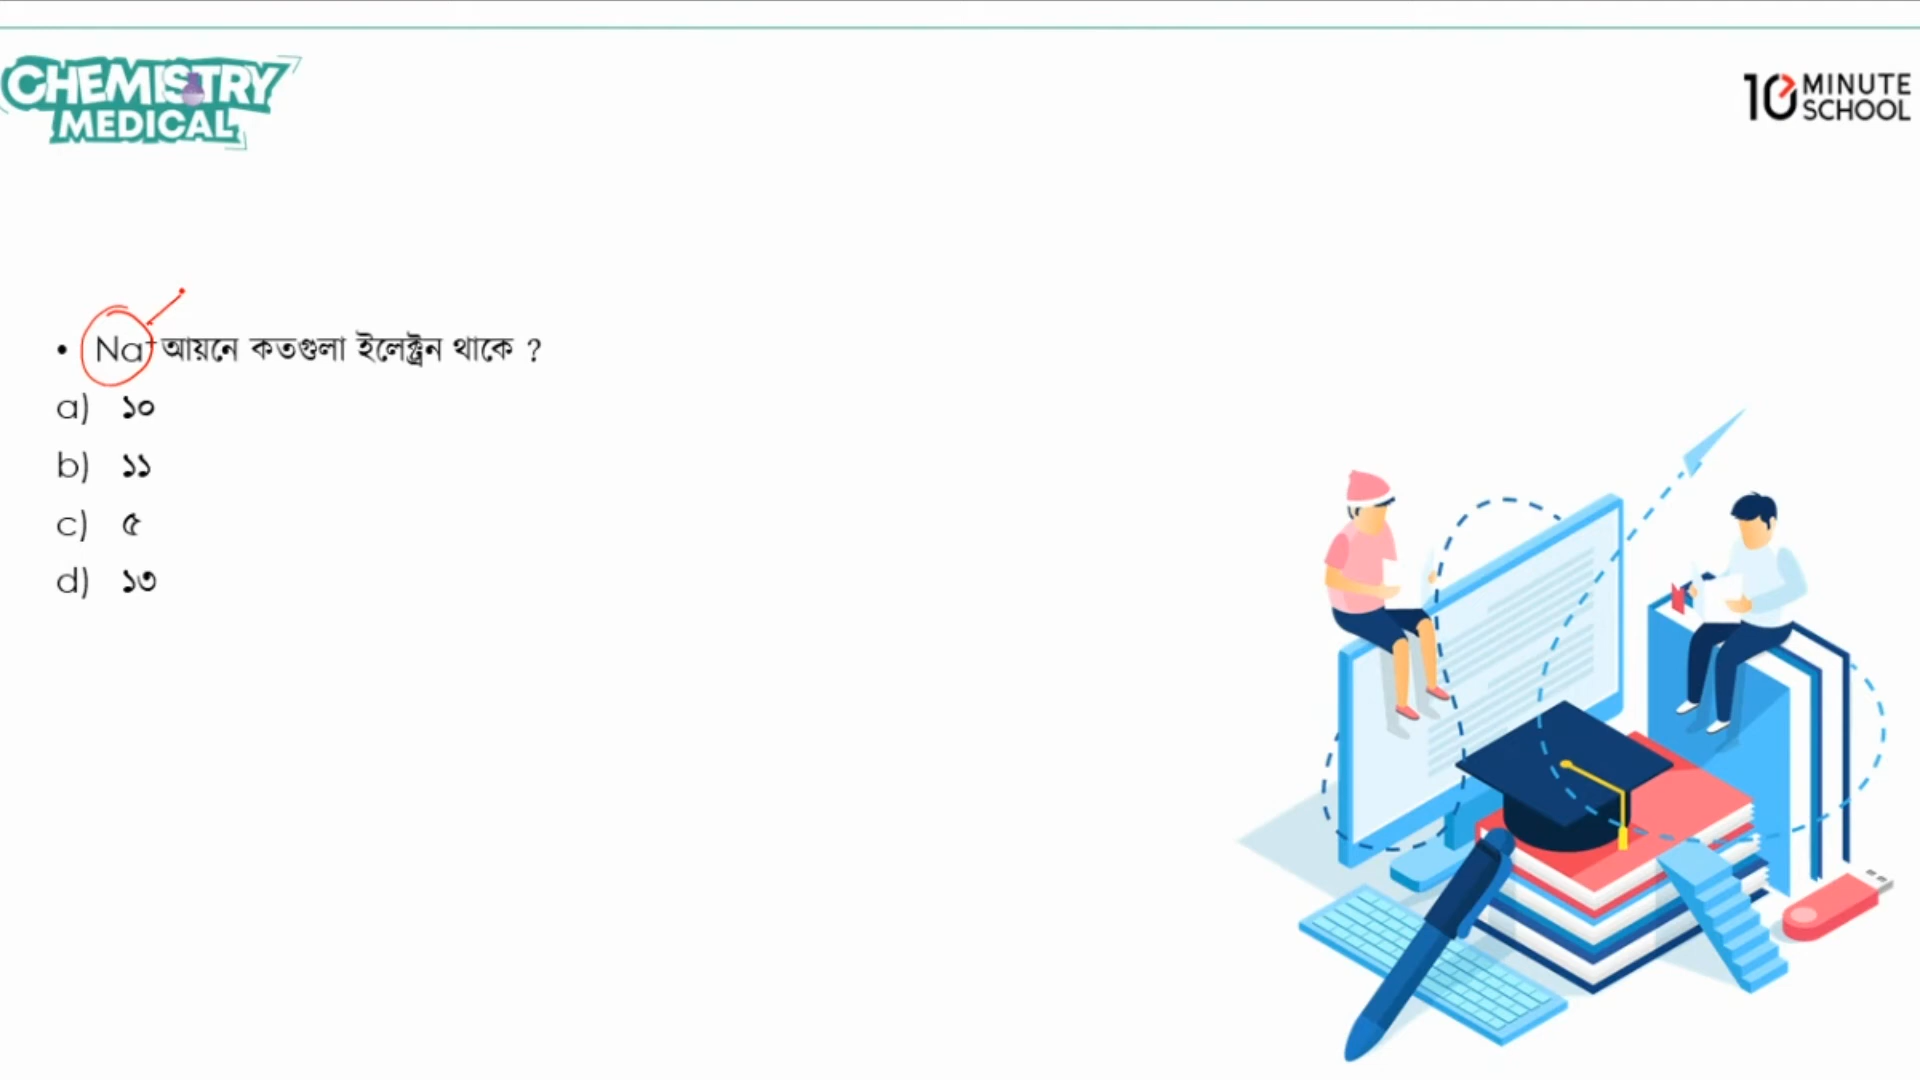 CHEMISTRY
MEDICAL
10 MINUTE
SCHOOL
• Na⁺ আয়নে কতগুলা ইলেক্ট্রন থাকে ?
a) ১০
b) ১১
c) ৫
d) ১৩